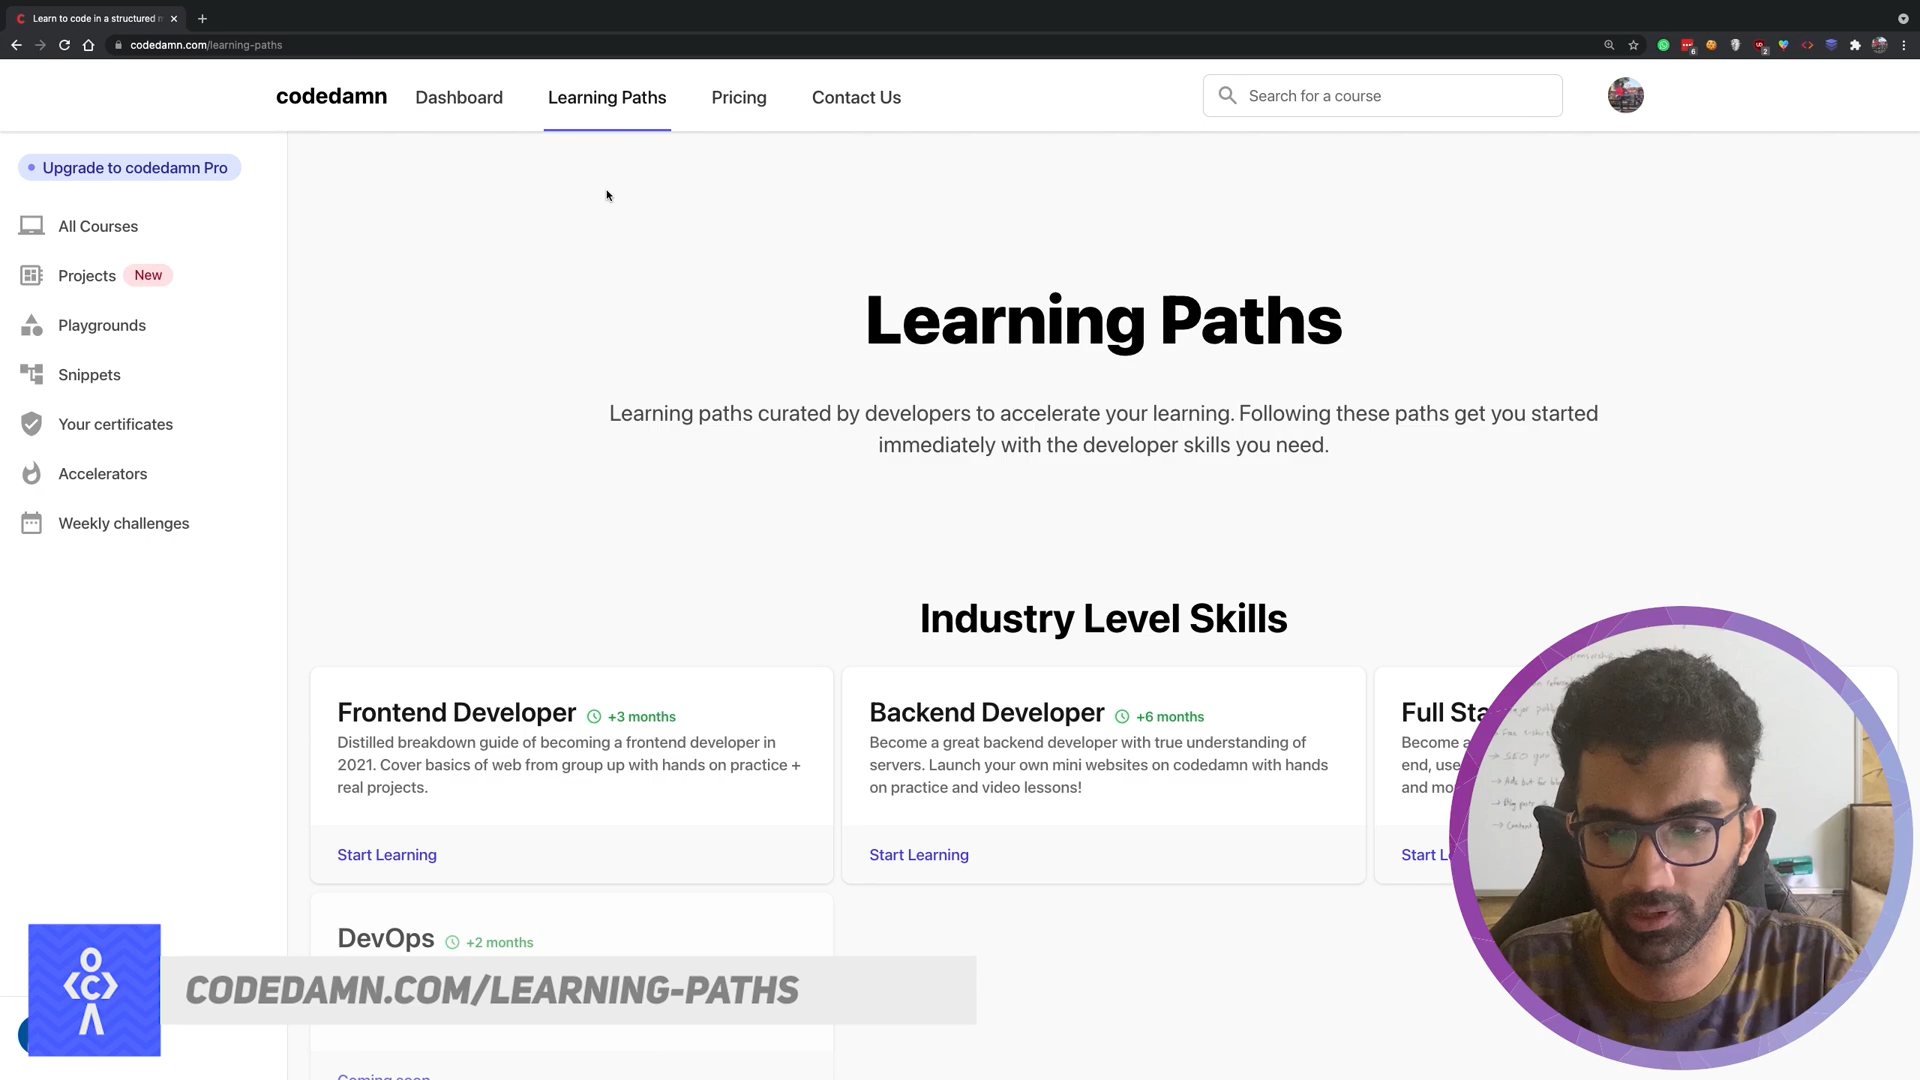 Learn to code in a structured
codedamn.com/learning-paths
6
2
codedamn
Dashboard
Learning Paths
Pricing
Contact Us
Search for a course
Upgrade to codedamn Pro
All Courses
Projects New
Playgrounds
Snippets
Your certificates
Accelerators
Weekly challenges
Learning Paths
Learning paths curated by developers to accelerate your learning. Following these paths get you started
immediately with the developer skills you need.
Industry Level Skills
Frontend Developer +3 months
Distilled breakdown guide of becoming a frontend developer in
2021. Cover basics of web from group up with hands on practice +
real projects.
Start Learning
Backend Developer +6 months
Become a great backend developer with true understanding of
servers. Launch your own mini websites on codedamn with hands
on practice and video lessons!
Start Learning
Full Sta
Become a
end, use
and mo
Start L
DevOps +2 months
Coming soon
CODEDAMN.COM/LEARNING-PATHS